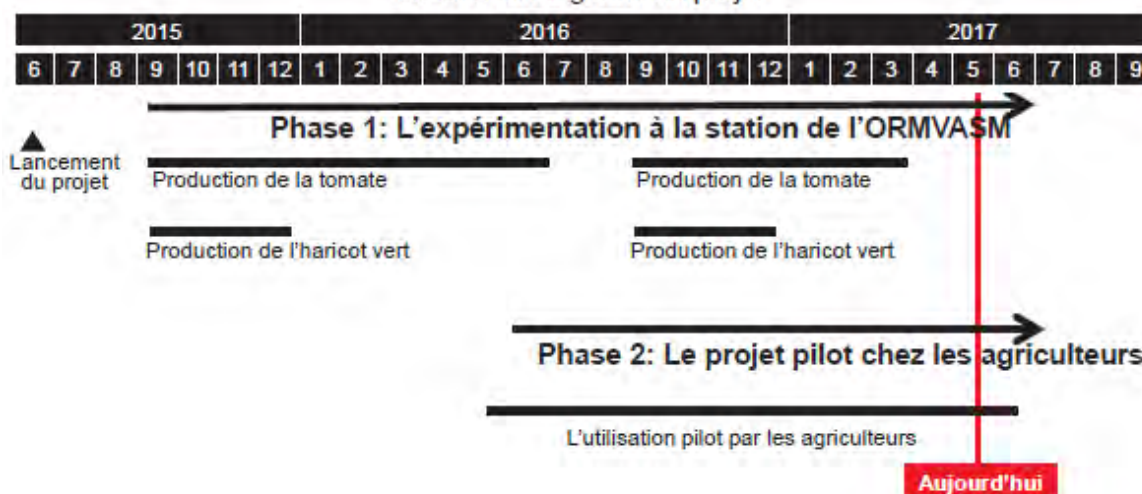 2015 2016 2017
6 7 8 9 10 11 12 1 2 3 4 5 6 7 8 9 10 11 12 1 2 3 4 5 6 7 8 9
Phase 1: L'expérimentation à la station de l'ORMVASM
Lancement
du projet
Production de la tomate Production de la tomate
Production de l'haricot vert Production de l'haricot vert
Phase 2: Le projet pilot chez les agriculteurs
L'utilisation pilot par les agriculteurs
Aujourd'hui